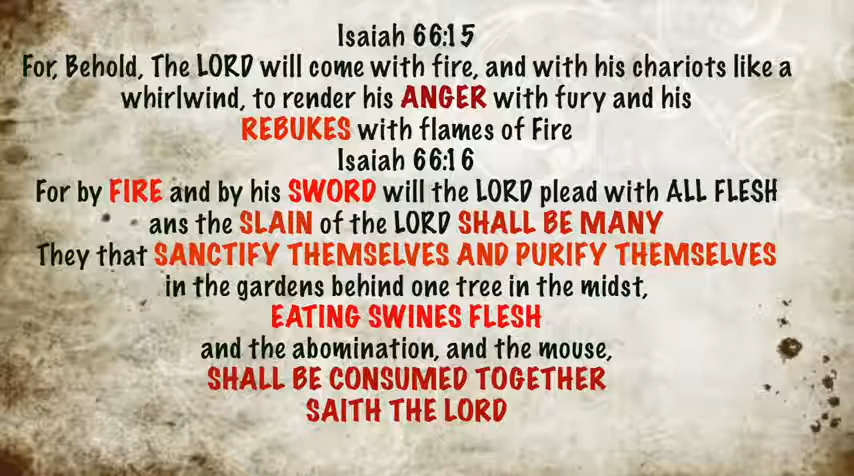 Isaiah 66:15
For, Behold, The LORD will come with fire, and with his chariots like a
whirlwind, to render his ANGER with fury and his
REBUKES with flames of Fire
Isaiah 66:16
For by FIRE and by his SWORD will the LORD plead with ALL FLESH
ans the SLAIN of the LORD SHALL BE MANY
They that SANCTIFY THEMSELVES AND PURIFY THEMSELVES
in the gardens behind one tree in the midst,
EATING SWINES FLESH
and the abomination, and the mouse,
SHALL BE CONSUMED TOGETHER
SAITH THE LORD